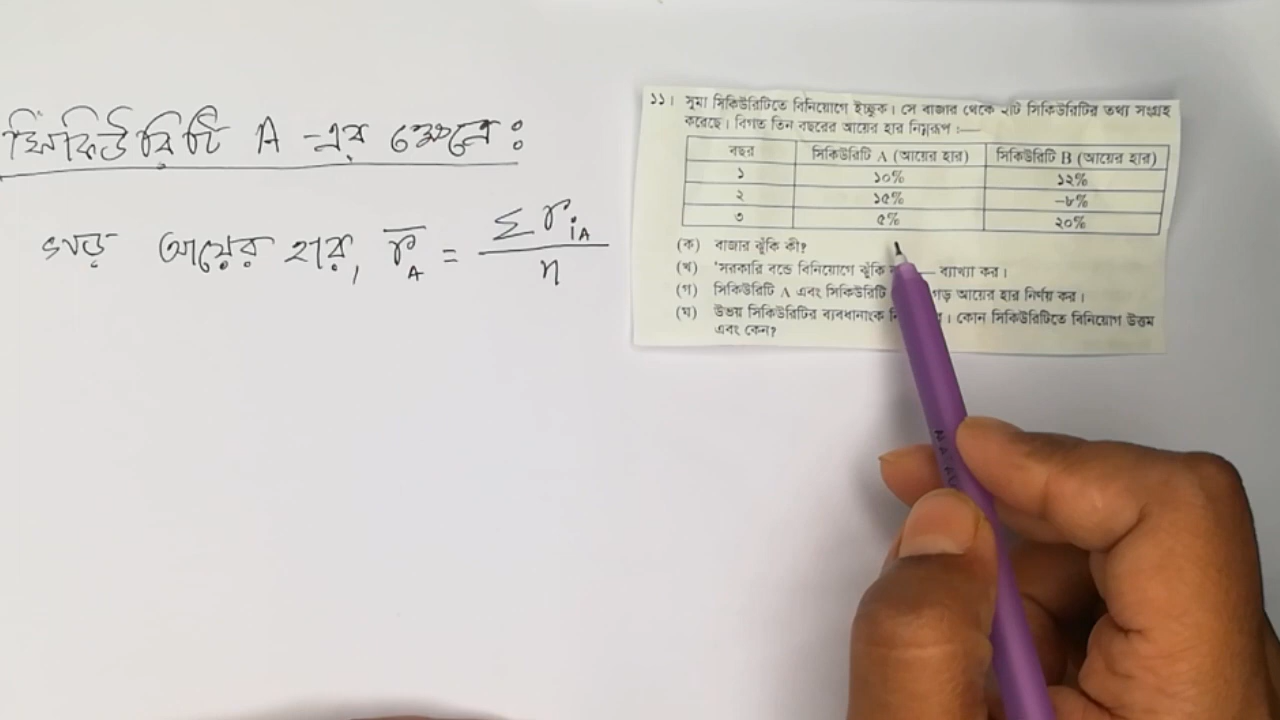 সিকিউরিটি A -এর ক্ষেত্রে :
গড় আয়ের হার, r̄A = Σ riA / n
১১। সুমা সিকিউরিটিতে বিনিয়োগে ইচ্ছুক। সে বাজার থেকে ২টি সিকিউরিটির তথ্য সংগ্রহ
করেছে। বিগত তিন বছরের আয়ের হার নিম্নরূপ :—
বছর সিকিউরিটি A (আয়ের হার) সিকিউরিটি B (আয়ের হার)
১ ১০% ১২%
২ ১৫% -৮%
৩ ৫% ২০%
(ক) বাজার ঝুঁকি কী?
(খ) 'সরকারি বন্ডে বিনিয়োগে ঝুঁকি ব্যাখ্যা কর।
(গ) সিকিউরিটি A এবং সিকিউরিটি গড় আয়ের হার নির্ণয় কর।
(ঘ) উভয় সিকিউরিটির ব্যবধানাংক । কোন সিকিউরিটিতে বিনিয়োগ উত্তম
এবং কেন?